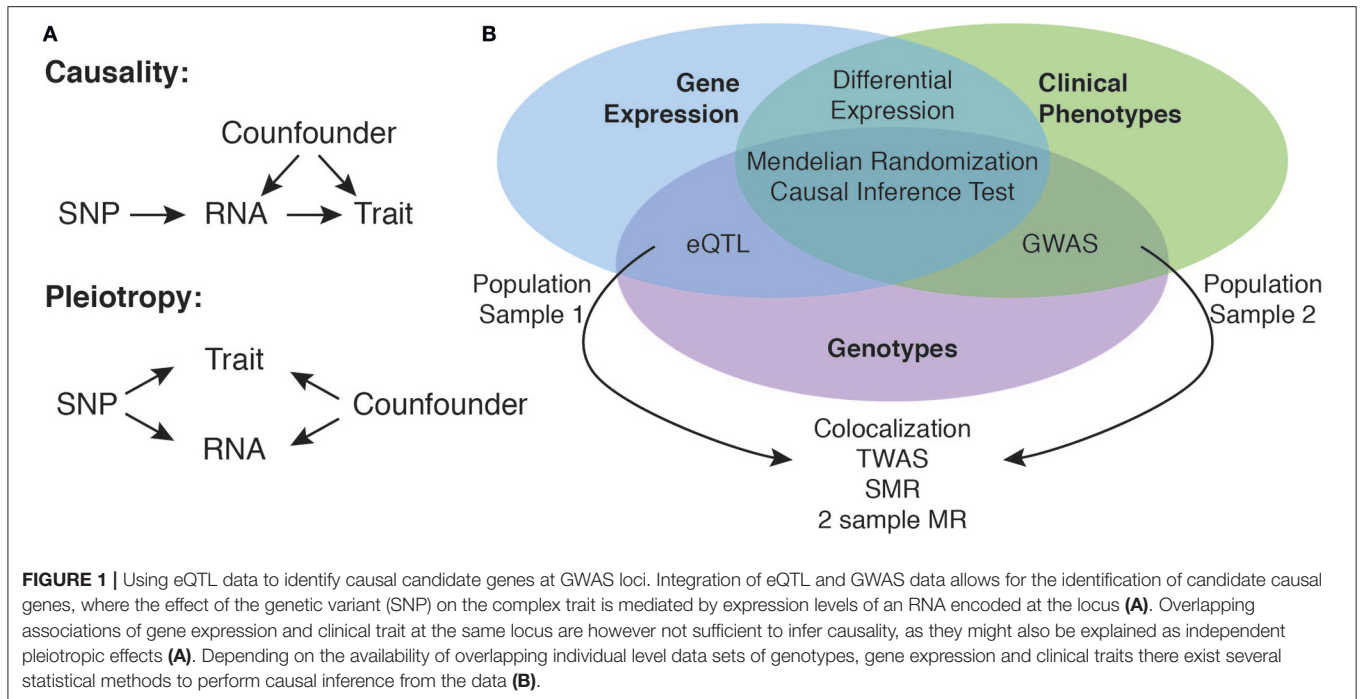 A
Causality:
Counfounder
SNP
RNA
Trait
Pleiotropy:
Trait
SNP
Counfounder
RNA
B
Gene
Expression
Differential
Expression
Clinical
Phenotypes
Mendelian Randomization
Causal Inference Test
eQTL
GWAS
Population
Sample 1
Population
Sample 2
Genotypes
Colocalization
TWAS
SMR
2 sample MR
FIGURE 1 | Using eQTL data to identify causal candidate genes at GWAS loci. Integration of eQTL and GWAS data allows for the identification of candidate causal
genes, where the effect of the genetic variant (SNP) on the complex trait is mediated by expression levels of an RNA encoded at the locus (A). Overlapping
associations of gene expression and clinical trait at the same locus are however not sufficient to infer causality, as they might also be explained as independent
pleiotropic effects (A). Depending on the availability of overlapping individual level data sets of genotypes, gene expression and clinical traits there exist several
statistical methods to perform causal inference from the data (B).